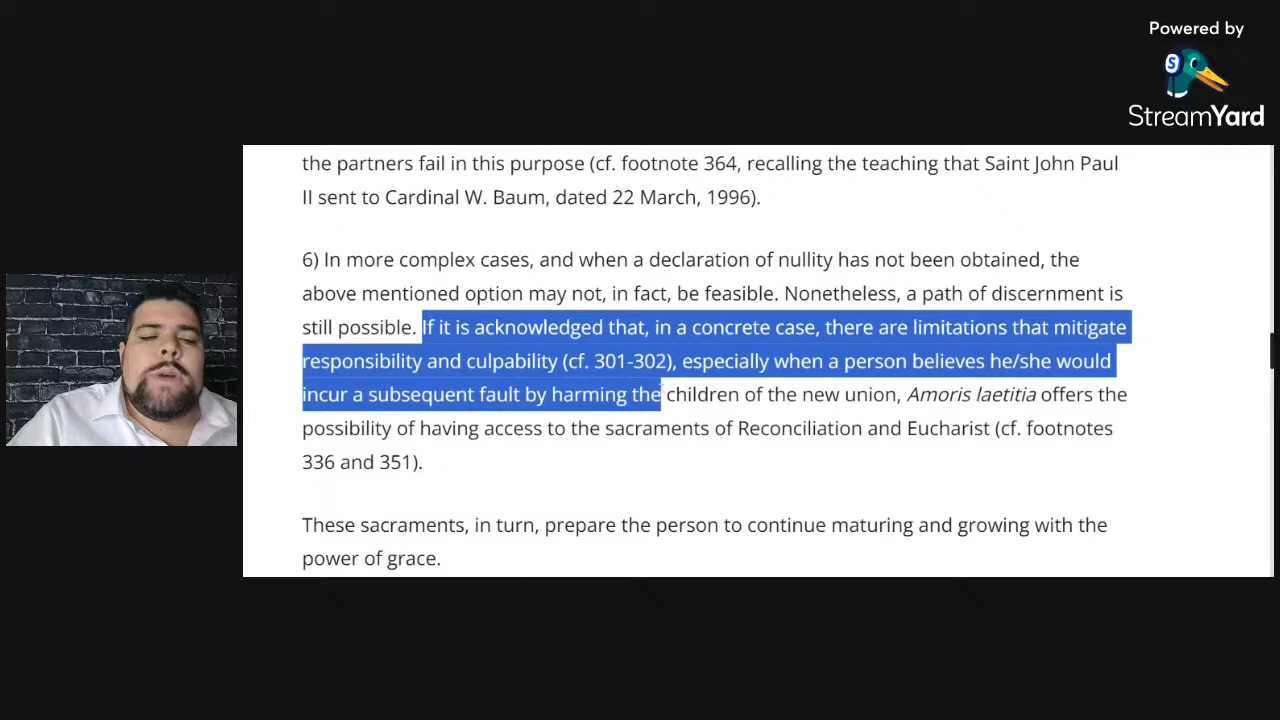 Powered by
StreamYard
the partners fail in this purpose (cf. footnote 364, recalling the teaching that Saint John Paul
II sent to Cardinal W. Baum, dated 22 March, 1996).
6) In more complex cases, and when a declaration of nullity has not been obtained, the
above mentioned option may not, in fact, be feasible. Nonetheless, a path of discernment is
still possible. If it is acknowledged that, in a concrete case, there are limitations that mitigate
responsibility and culpability (cf. 301-302), especially when a person believes he/she would
incur a subsequent fault by harming the children of the new union, Amoris laetitia offers the
possibility of having access to the sacraments of Reconciliation and Eucharist (cf. footnotes
336 and 351).
These sacraments, in turn, prepare the person to continue maturing and growing with the
power of grace.